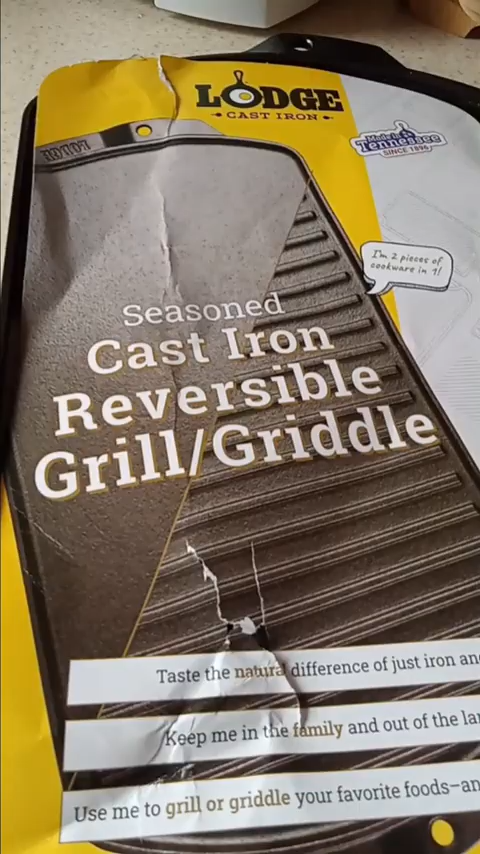 LODGE
CAST IRON
Made in
Tennessee
SINCE 1896
I'm 2 pieces of
cookware in 1!
Seasoned
Cast Iron
Reversible
Grill/Griddle
Taste the natural difference of just iron an
Keep me in the family and out of the la
Use me to grill or griddle your favorite foods—an